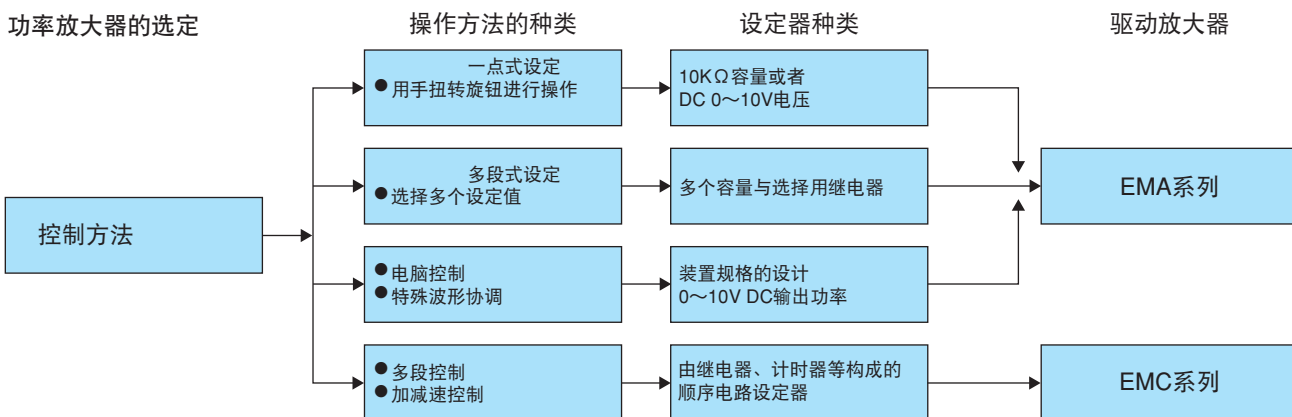 功率放大器的选定
操作方法的种类
设定器种类
驱动放大器
控制方法
一点式设定
●用手扭转旋钮进行操作
10KΩ容量或者
DC 0～10V电压
多段式设定
●选择多个设定值
多个容量与选择用继电器
EMA系列
●电脑控制
●特殊波形协调
装置规格的设计
0～10V DC输出功率
●多段控制
●加减速控制
由继电器、计时器等构成的
顺序电路设定器
EMC系列